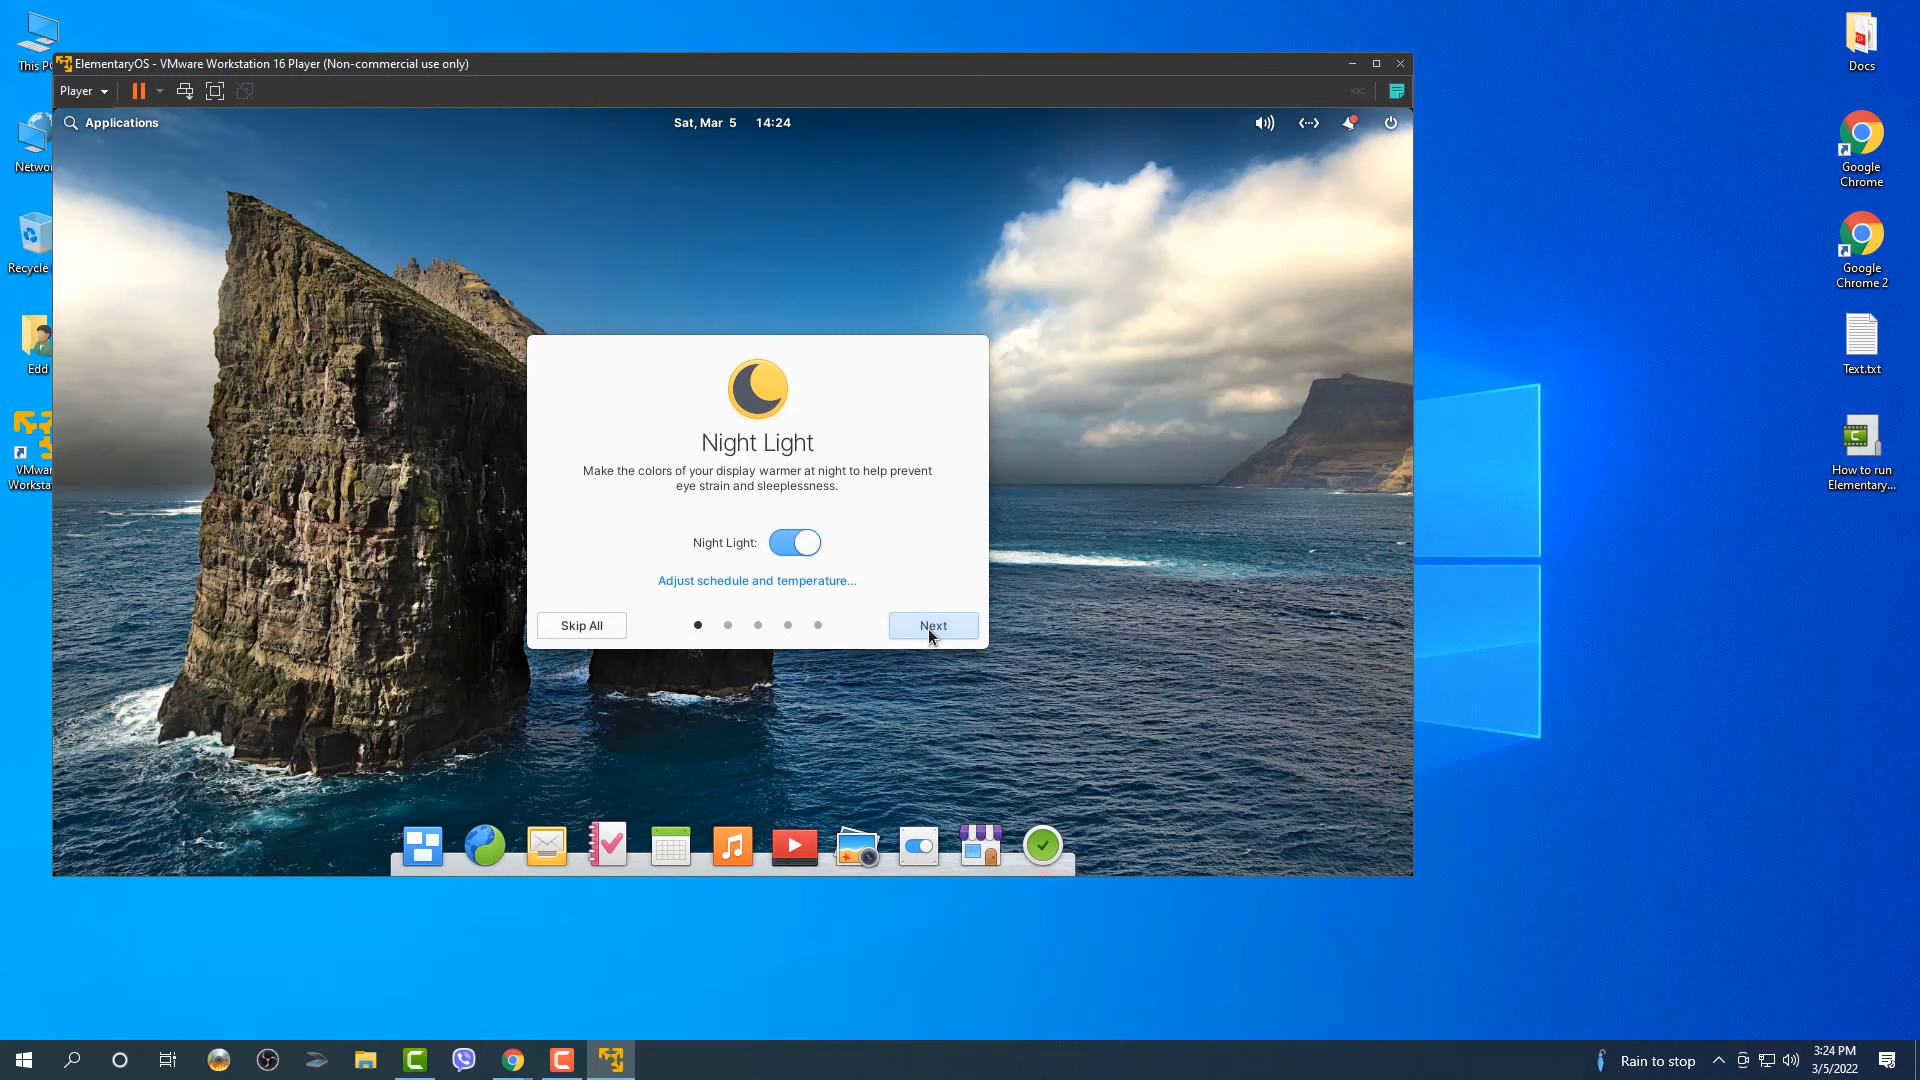 This PC
Recycle
Edd
ElementaryOS - VMware Workstation 16 Player (Non-commercial use only)
Player
Applications
Sat, Mar 5 14:24
Night Light
Make the colors of your display warmer at night to help prevent
eye strain and sleeplessness.
Night Light:
Adjust schedule and temperature...
Skip All
Next
Docs
Google
Chrome
Google
Chrome 2
Text.txt
How to run
Elementary...
Rain to stop
3:24 PM
3/5/2022